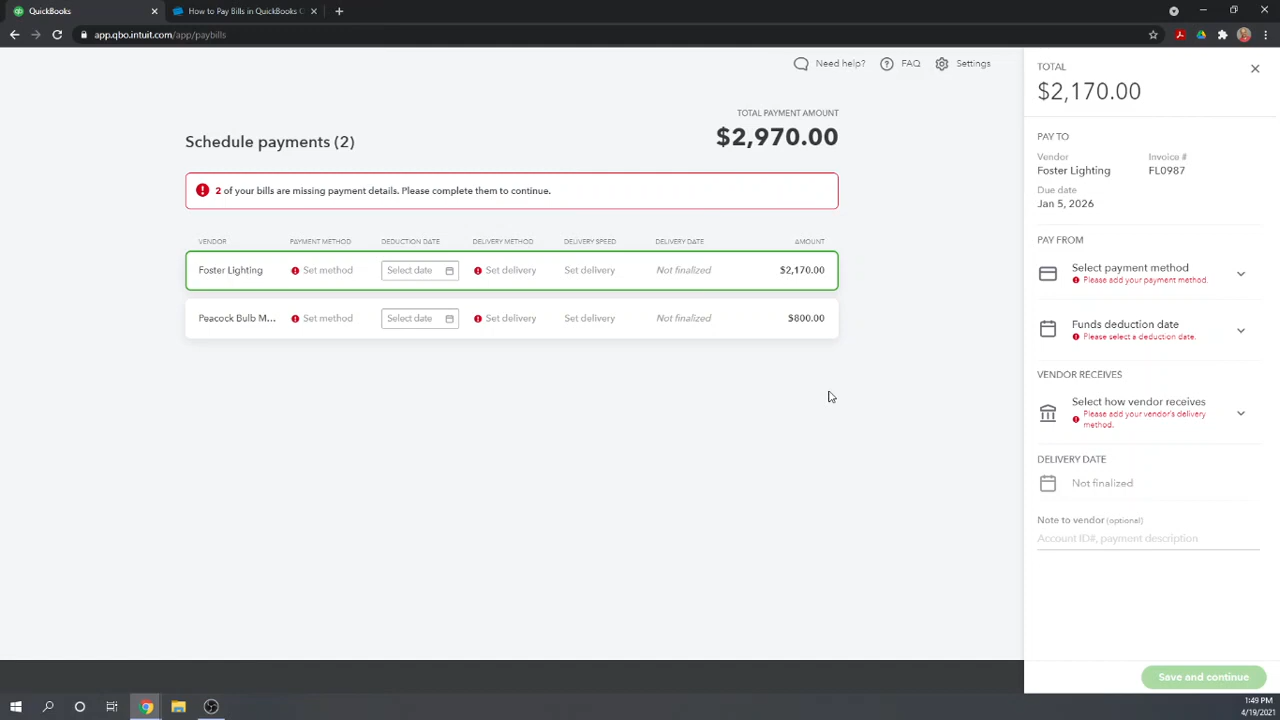 QuickBooks
How to Pay Bills in QuickBooks O
app.qbo.intuit.com/app/paybills
Need help?
FAQ
Settings
TOTAL PAYMENT AMOUNT
Schedule payments (2)
$2,970.00
2 of your bills are missing payment details. Please complete them to continue.
VENDOR PAYMENT METHOD DEDUCTION DATE DELIVERY METHOD DELIVERY SPEED DELIVERY DATE AMOUNT
Foster Lighting Set method Select date Set delivery Set delivery Not finalized $2,170.00
Peacock Bulb M... Set method Select date Set delivery Set delivery Not finalized $800.00
TOTAL
$2,170.00
PAY TO
Vendor Invoice #
Foster Lighting FL0987
Due date
Jan 5, 2026
PAY FROM
Select payment method
Please add your payment method.
Funds deduction date
Please select a deduction date.
VENDOR RECEIVES
Select how vendor receives
Please add your vendor's delivery
method.
DELIVERY DATE
Not finalized
Note to vendor (optional)
Account ID#, payment description
Save and continue
1:49 PM
4/19/2021